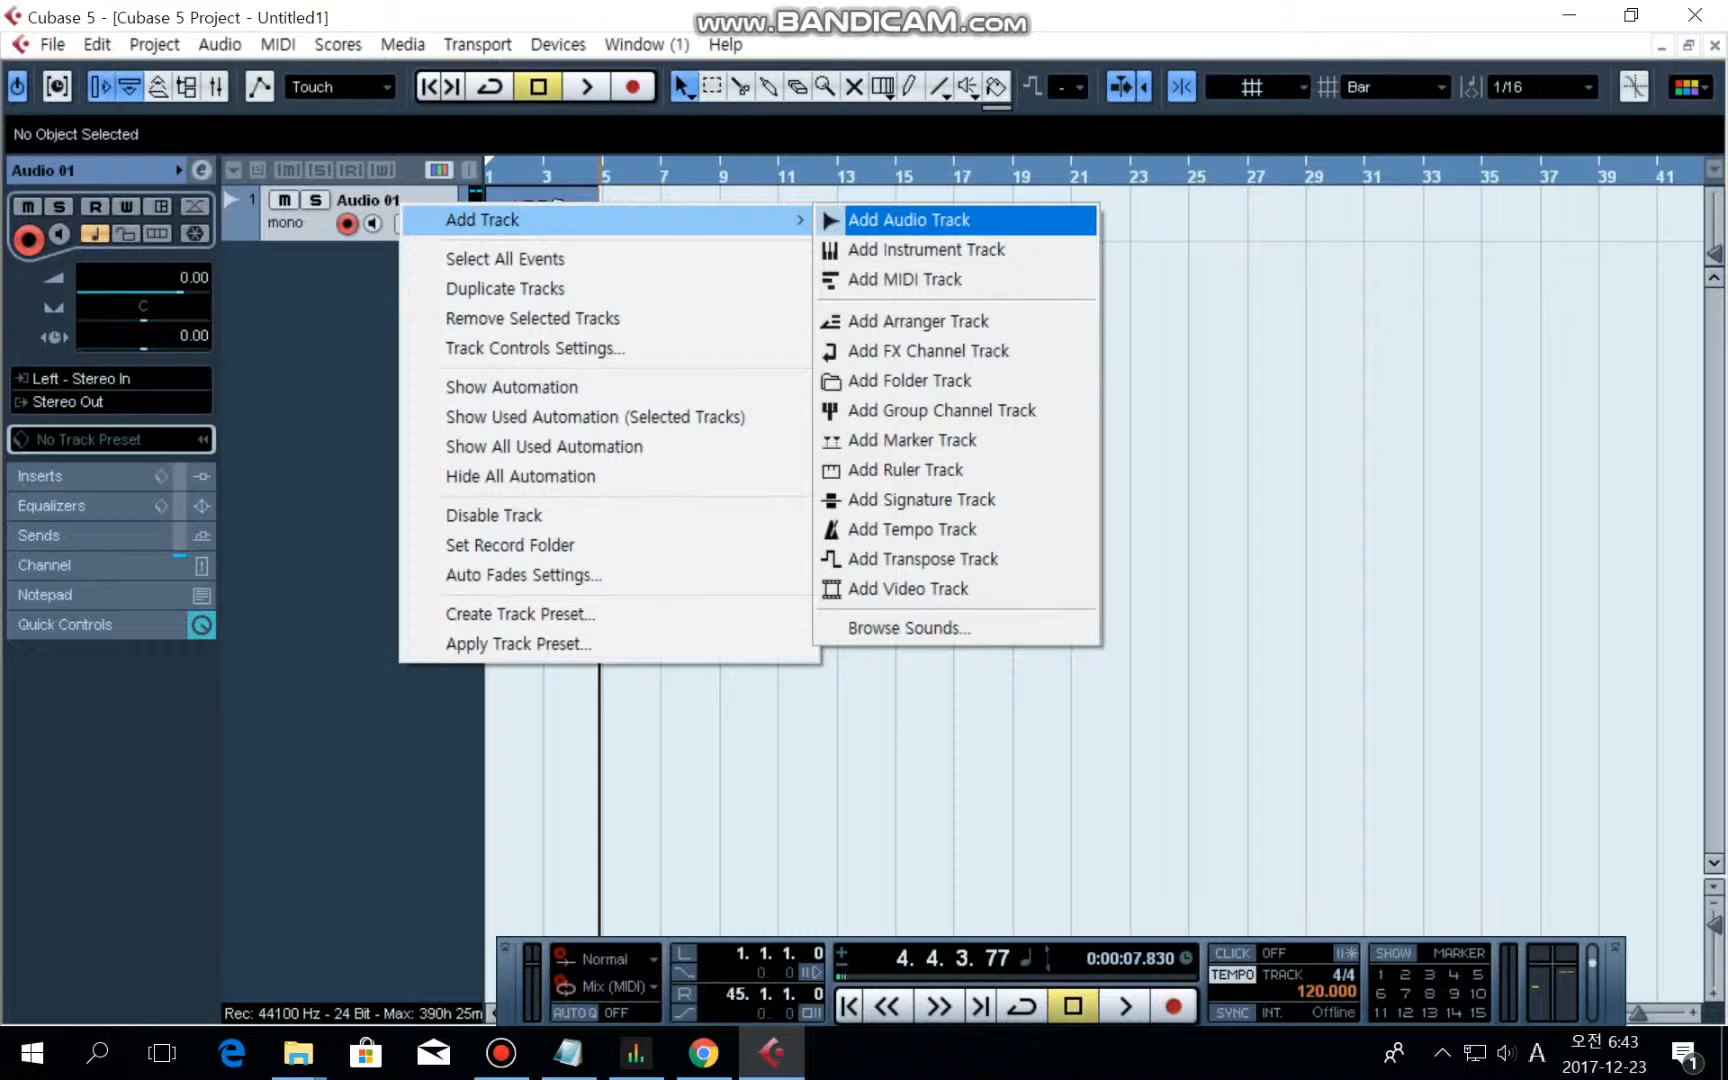 Cubase 5 - [Cubase 5 Project - Untitled1]
www.BANDICAM.com
File Edit Project Audio MIDI Scores Media Transport Devices Window (1) Help
Touch
-
Bar
1/16
No Object Selected
Audio 01
M S R W
0.00
C
0.00
Left - Stereo In
Stereo Out
No Track Preset
Inserts
Equalizers
Sends
Channel
Notepad
Quick Controls
M S R W
1 3 5 7 9 11 13 15 17 19 21 23 25 27 29 31 33 35 37 39 41
1 M S Audio 01
mono
Add Track
Select All Events
Duplicate Tracks
Remove Selected Tracks
Track Controls Settings...
Show Automation
Show Used Automation (Selected Tracks)
Show All Used Automation
Hide All Automation
Disable Track
Set Record Folder
Auto Fades Settings...
Create Track Preset...
Apply Track Preset...
Add Audio Track
Add Instrument Track
Add MIDI Track
Add Arranger Track
Add FX Channel Track
Add Folder Track
Add Group Channel Track
Add Marker Track
Add Ruler Track
Add Signature Track
Add Tempo Track
Add Transpose Track
Add Video Track
Browse Sounds...
Rec: 44100 Hz - 24 Bit - Max: 390h 25m
Normal
Mix (MIDI)
AUTO Q OFF
L 1. 1. 1. 0
0. 0
R 45. 1. 1. 0
0. 0
4. 4. 3. 77
0:00:07.830
CLICK OFF
TEMPO TRACK 4/4
120.000
SYNC INT. Offline
SHOW MARKER
1 2 3 4 5
6 7 8 9 10
11 12 13 14 15
A
오전 6:43
2017-12-23
1